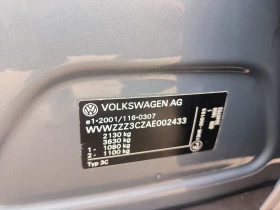 VOLKSWAGEN AG
e1-2001/116-0307
WVWZZZ3CZAE002433
2130 kg
3630 kg
1- 1080 kg
2- 1100 kg
Typ 3C